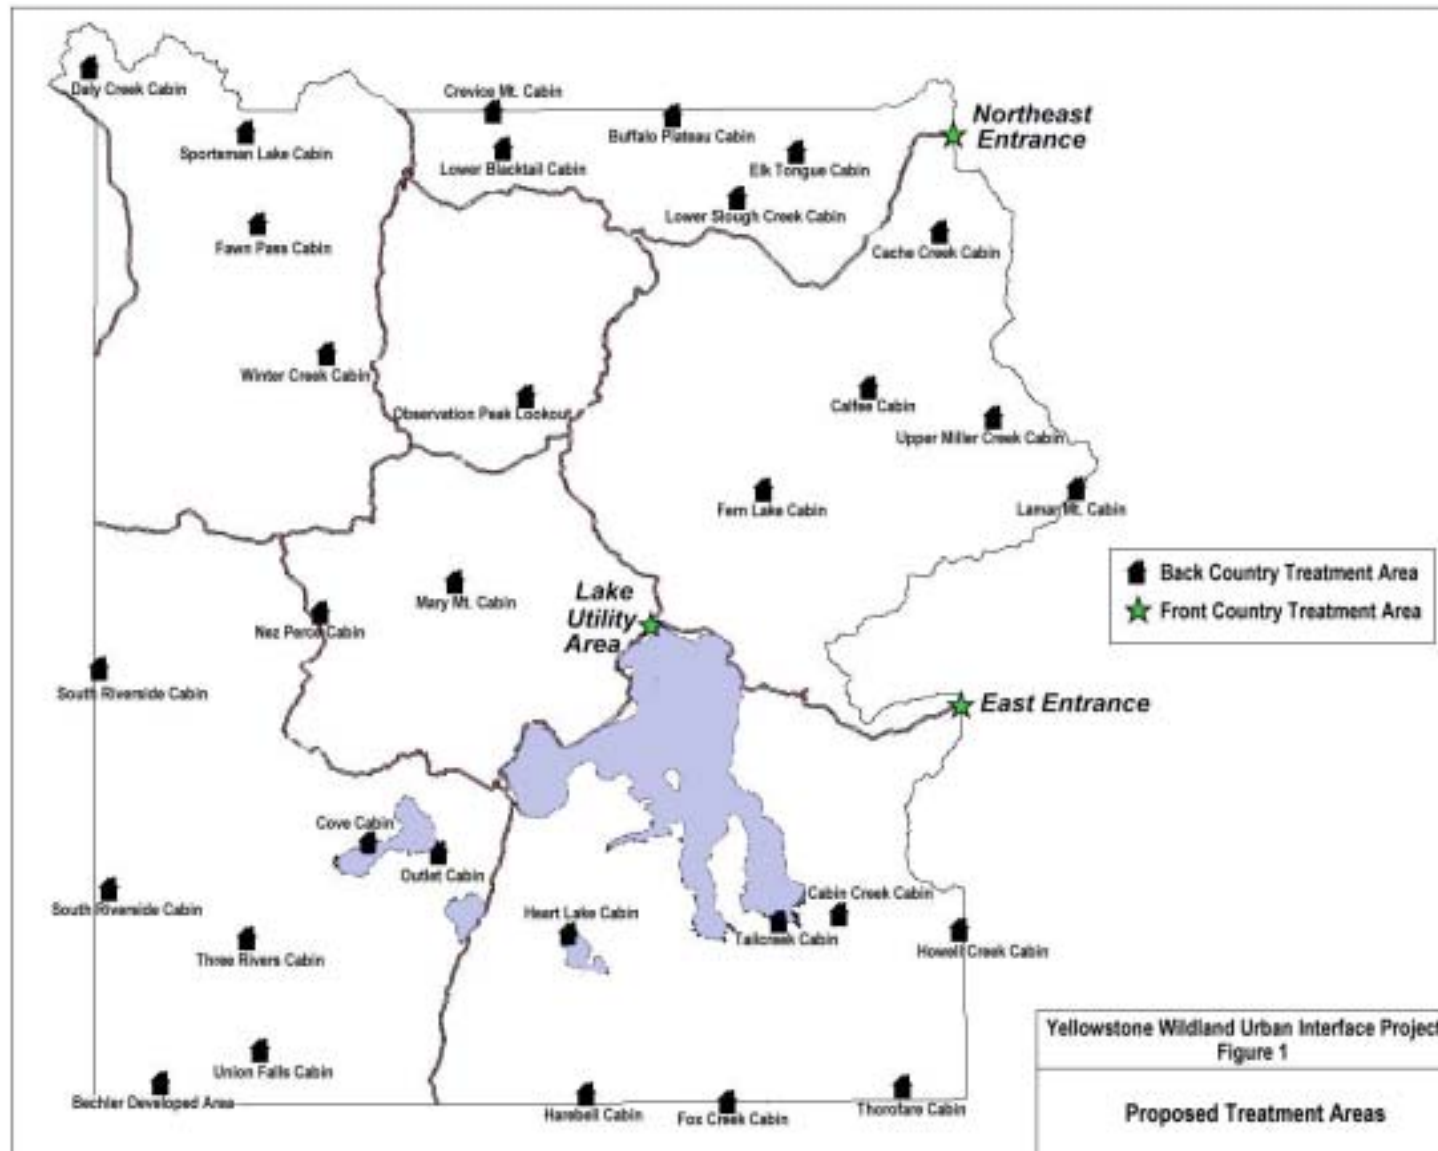 Daly Creek Cabin
Crevice Mt. Cabin
Northeast
Entrance
Buffalo Plateau Cabin
Sportsman Lake Cabin
Lower Blacktail Cabin
Elk Tongue Cabin
Lower Slough Creek Cabin
Fawn Pass Cabin
Cache Creek Cabin
Winter Creek Cabin
Observation Peak Lookout
Calfee Cabin
Upper Miller Creek Cabin
Fern Lake Cabin
Lamar Mt. Cabin
Back Country Treatment Area
Front Country Treatment Area
Mary Mt. Cabin
Lake
Utility
Area
Nez Perce Cabin
South Riverside Cabin
East Entrance
Cove Cabin
Outlet Cabin
Cabin Creek Cabin
South Riverside Cabin
Heart Lake Cabin
Tailcreek Cabin
Howell Creek Cabin
Three Rivers Cabin
Union Falls Cabin
Bechler Developed Area
Harebell Cabin
Fox Creek Cabin
Thorofare Cabin
Yellowstone Wildland Urban Interface Project
Figure 1
Proposed Treatment Areas